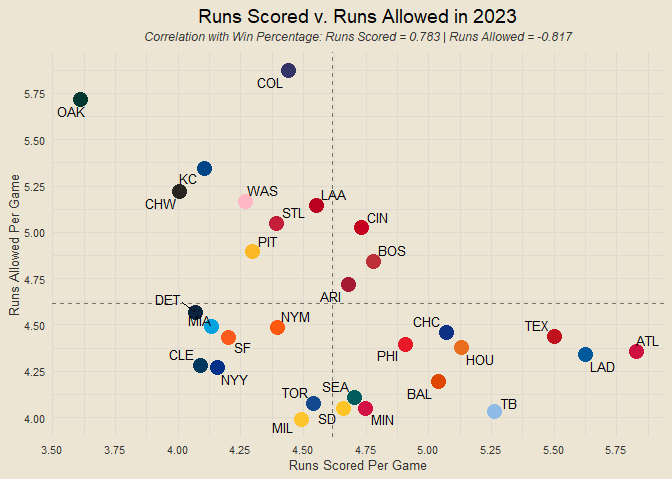 Runs Scored v. Runs Allowed in 2023
Correlation with Win Percentage: Runs Scored = 0.783 | Runs Allowed = -0.817
COL
5.75
OAK
5.50
KC
5.25
WAS
LAA
CHW
STL
CIN
5.00
PIT
BOS
4.75
ARI
DET
MIA
NYM
CHC
TEX
4.50
SF
PHI
HOU
ATL
CLE
LAD
4.25
NYY
SEA
BAL
TOR
TB
4.00
MIL
SD
MIN
3.50
4.00
4.25
4.50
4.75
5.00
5.25
5.50
5.75
Runs Scored Per Game
Runs Allowed Per Game